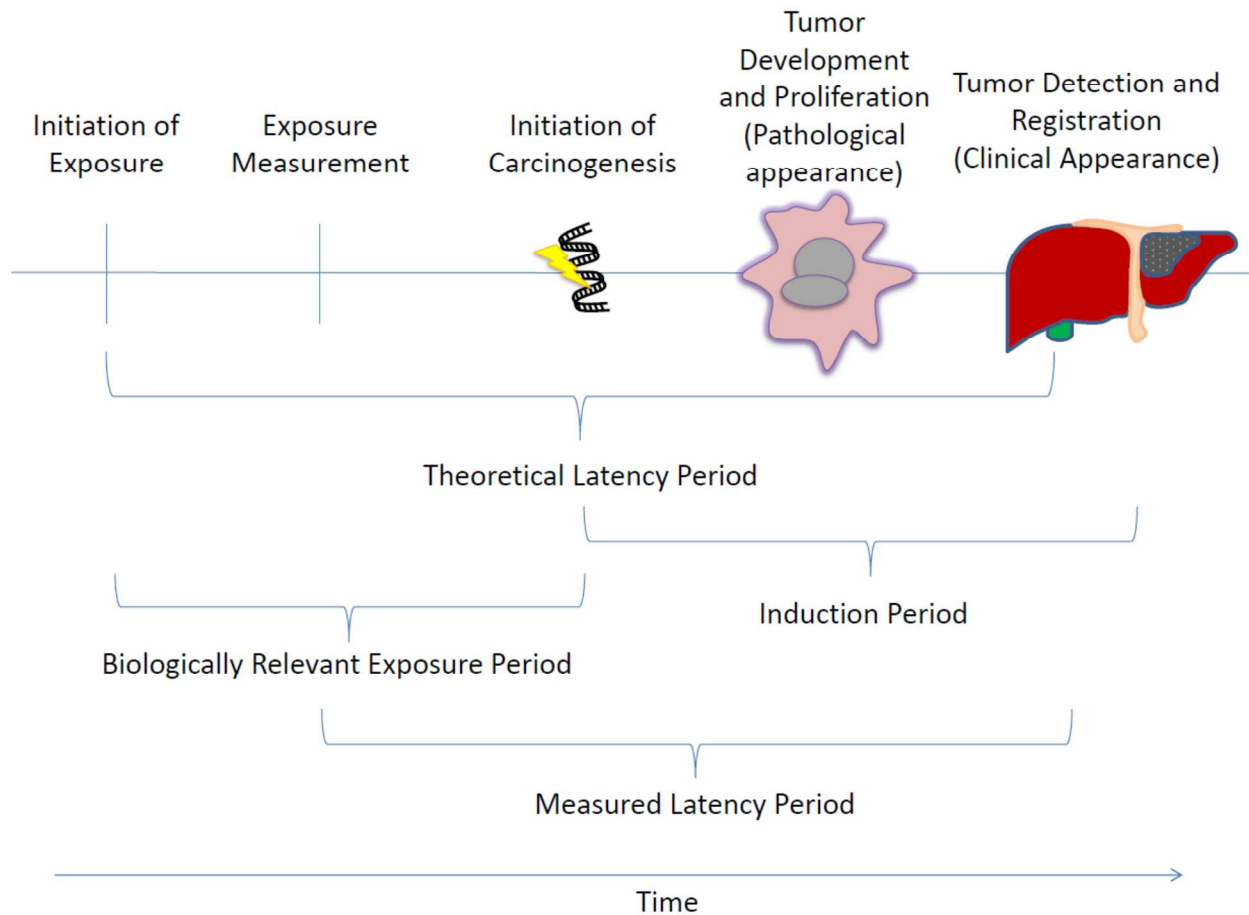 Initiation of
Exposure
Exposure
Measurement
Initiation of
Carcinogenesis
Tumor
Development
and Proliferation
(Pathological
appearance)
Tumor Detection and
Registration
(Clinical Appearance)
Theoretical Latency Period
Induction Period
Biologically Relevant Exposure Period
Measured Latency Period
Time